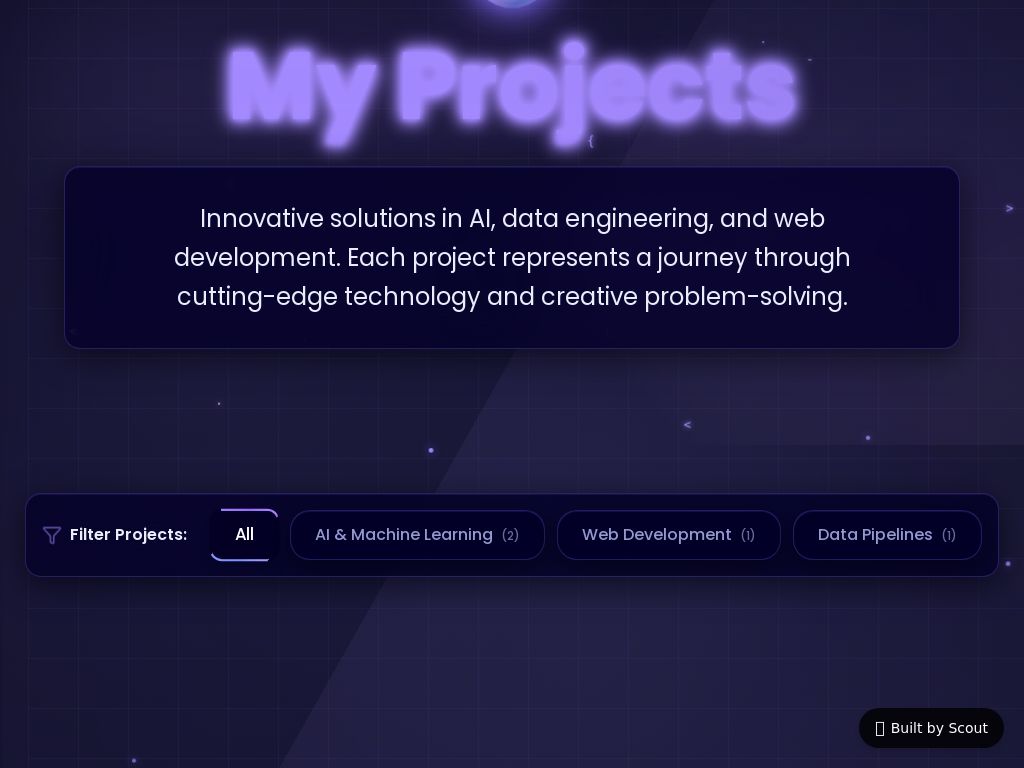 My Projects
{
Innovative solutions in AI, data engineering, and web
>
development. Each project represents a journey through
cutting-edge technology and creative problem-solving.
<
Filter Projects: All AI & Machine Learning (2) Web Development (1) Data Pipelines (1)
Built by Scout